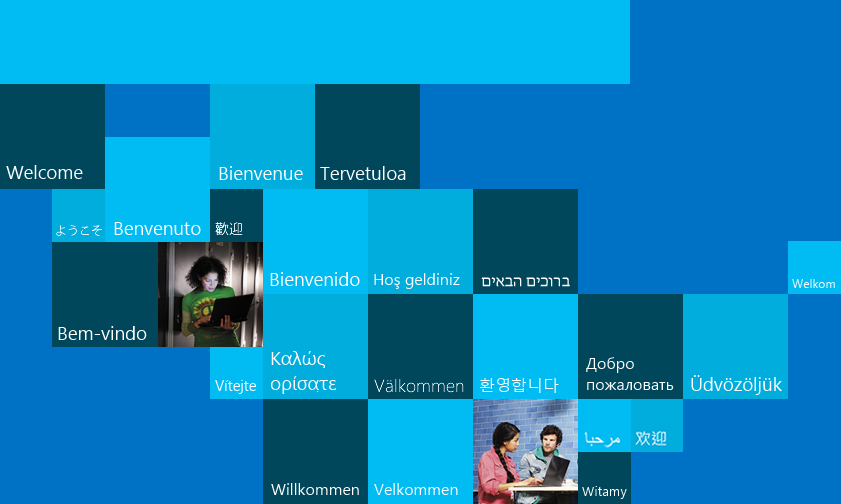 Welcome
Bienvenue
Tervetuloa
ようこそ
Benvenuto
歡迎
Bienvenido
Hoş geldiniz
ברוכים הבאים
Welkom
Bem-vindo
Vítejte
Καλώς
ορίσατε
Välkommen
환영합니다
Добро
пожаловать
Üdvözöljük
مرحبا
欢迎
Willkommen
Velkommen
Witamy